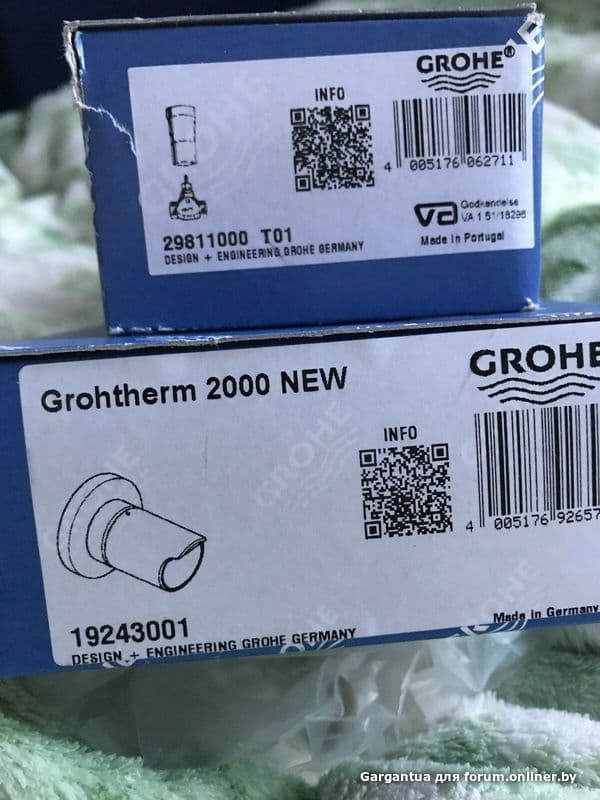 GROHE®
INFO
4 005176 062711
VA Godkendelse
VA 1.51/18296
29811000 T01
Made in Portugal
DESIGN + ENGINEERING GROHE GERMANY
GROHE
Grohtherm 2000 NEW
INFO
4 005176 92657
19243001
Made in Germany
DESIGN + ENGINEERING GROHE GERMANY
Gargantua для forum.onliner.by